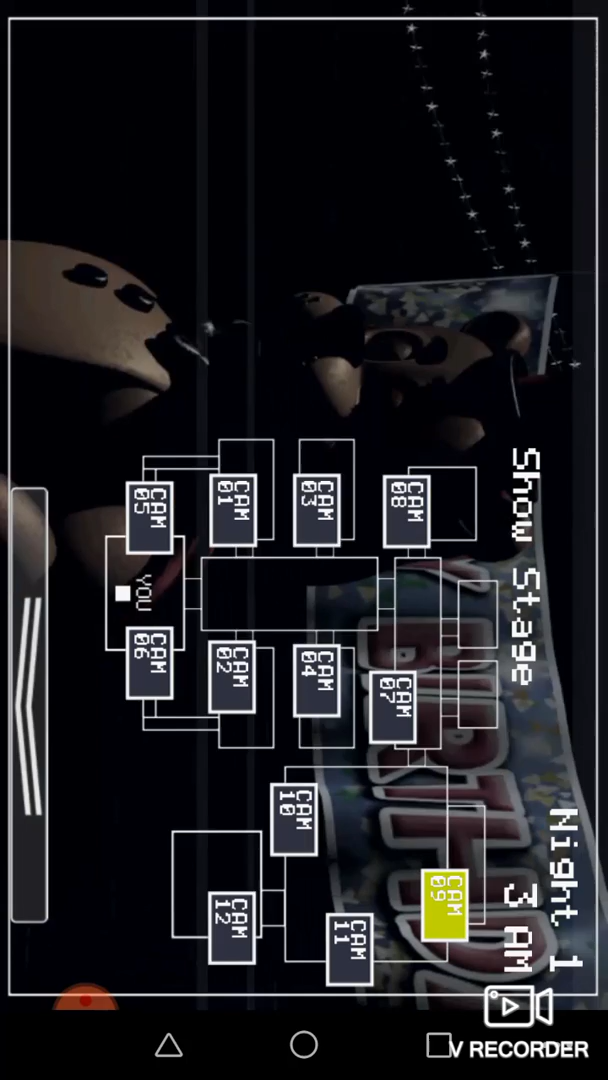 Night 1
3 AM
Show Stage
CAM 08
CAM 03
CAM 01
CAM 05
YOU
CAM 06
CAM 02
CAM 04
CAM 07
CAM 10
CAM 09
CAM 11
CAM 12
V RECORDER